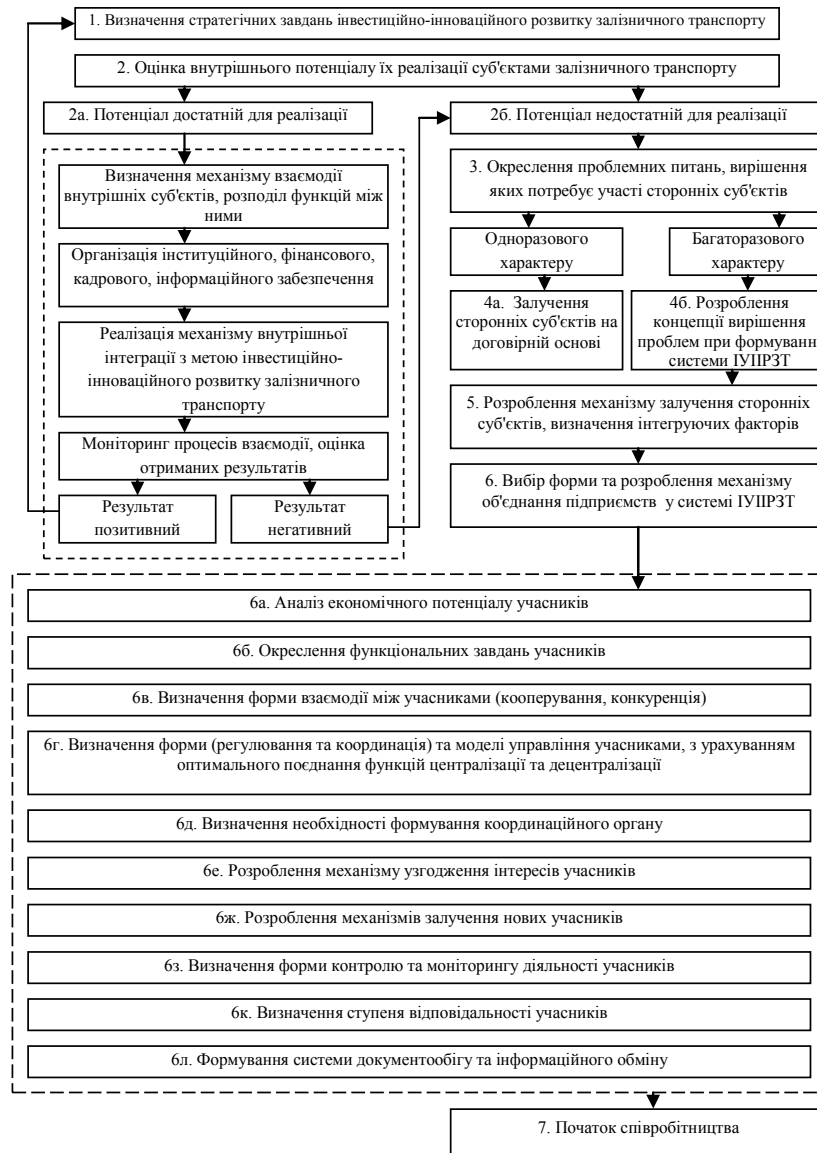 1. Визначення стратегічних завдань інвестиційно-інноваційного розвитку залізничного транспорту
2. Оцінка внутрішнього потенціалу їх реалізації суб'єктами залізничного транспорту
2а. Потенціал достатній для реалізації
2б. Потенціал недостатній для реалізації
Визначення механізму взаємодії
внутрішніх суб'єктів, розподіл функцій між
ними
Організація інституційного, фінансового,
кадрового, інформаційного забезпечення
Реалізація механізму внутрішньої
інтеграції з метою інвестиційно-
інноваційного розвитку залізничного
транспорту
Моніторинг процесів взаємодії, оцінка
отриманих результатів
Результат
позитивний
Результат
негативний
3. Окреслення проблемних питань, вирішення
яких потребує участі сторонніх суб'єктів
Одноразового
характеру
Багаторазового
характеру
4а. Залучення
сторонніх суб'єктів на
договірній основі
4б. Розроблення
концепції вирішення
проблем при формуванні
системи ІУІІРЗТ
5. Розроблення механізму залучення сторонніх
суб'єктів, визначення інтегруючих факторів
6. Вибір форми та розроблення механізму
об'єднання підприємств у системі ІУІІРЗТ
6а. Аналіз економічного потенціалу учасників
6б. Окреслення функціональних завдань учасників
6в. Визначення форми взаємодії між учасниками (кооперування, конкуренція)
6г. Визначення форми (регулювання та координація) та моделі управління учасниками, з урахуванням
оптимального поєднання функцій централізації та децентралізації
6д. Визначення необхідності формування координаційного органу
6е. Розроблення механізму узгодження інтересів учасників
6ж. Розроблення механізмів залучення нових учасників
6з. Визначення форми контролю та моніторингу діяльності учасників
6к. Визначення ступеня відповідальності учасників
6л. Формування системи документообігу та інформаційного обміну
7. Початок співробітництва